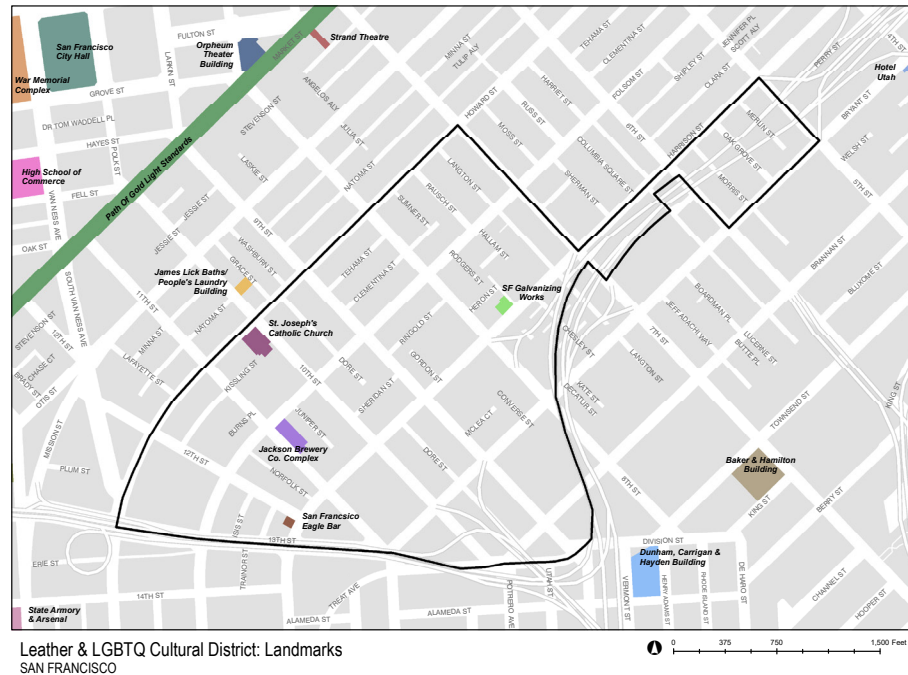 FULTON ST
San Francisco
City Hall
Orpheum
Theater
Building
Strand Theatre
MARKET ST
LARKIN ST
War Memorial
Complex
GROVE ST
DR TOM WADDELL PL
HAYES ST
POLK ST
High School of
Commerce
FELL ST
VAN NESS AVE
OAK ST
Path Of Gold Light Standards
STEVENSON ST
ANGELOS ALY
JULIA ST
MINNA ST
TULIP ALY
HOWARD ST
TEHAMA ST
CLEMENTINA ST
HARRIET ST
FOLSOM ST
SHIPLEY ST
CLARA ST
JENNIFER PL
SCOTT ALY
PERRY ST
4TH ST
Hotel
Utah
BRYANT ST
WELSH ST
5TH ST
RUSS ST
MOSS ST
6TH ST
HARRISON ST
MERLIN ST
OAK GROVE ST
MORRIS ST
COLUMBIA SQUARE ST
SHERMAN ST
LASKIE ST
NATOMA ST
LANGTON ST
RAUSCH ST
SUMNER ST
HALLAM ST
RODGERS ST
HERON ST
JESSIE ST
JESSIE ST
9TH ST
WASHBURN ST
GRACE ST
TEHAMA ST
CLEMENTINA ST
RINGOLD ST
BRANNAN ST
BLUXOME ST
SOUTH VAN NESS AVE
11TH ST
James Lick Baths/
People's Laundry
Building
NATOMA ST
MINNA ST
LAFAYETTE ST
SF Galvanizing
Works
BOARDMAN PL
JEFF ADACHI WAY
7TH ST
LUCERNE ST
BUTTE PL
CHESLEY ST
LANGTON ST
STEVENSON ST
12TH ST
CHASE CT
BRADY ST
OTIS ST
St. Joseph's
Catholic Church
KISSLING ST
10TH ST
DORE ST
GORDON ST
SHERIDAN ST
KATE ST
DECATUR ST
KING ST
TOWNSEND ST
BURNS PL
JUNIPER ST
CONVERSE ST
MCLEA CT
MISSION ST
PLUM ST
Jackson Brewery
Co. Complex
12TH ST
NORFOLK ST
DORE ST
8TH ST
Baker & Hamilton
Building
KING ST
BERRY ST
San Francsico
Eagle Bar
ISIS ST
13TH ST
DIVISION ST
Dunham, Carrigan &
Hayden Building
ERIE ST
TRAINOR ST
14TH ST
TREAT AVE
ALAMEDA ST
ALAMEDA ST
POTRERO AVE
UTAH ST
VERMONT ST
HENRY ADAMS ST
RHODE ISLAND ST
DE HARO ST
CHANNEL ST
HOOPER ST
State Armory
& Arsenal
Leather & LGBTQ Cultural District: Landmarks
SAN FRANCISCO
0 375 750 1,500 Feet